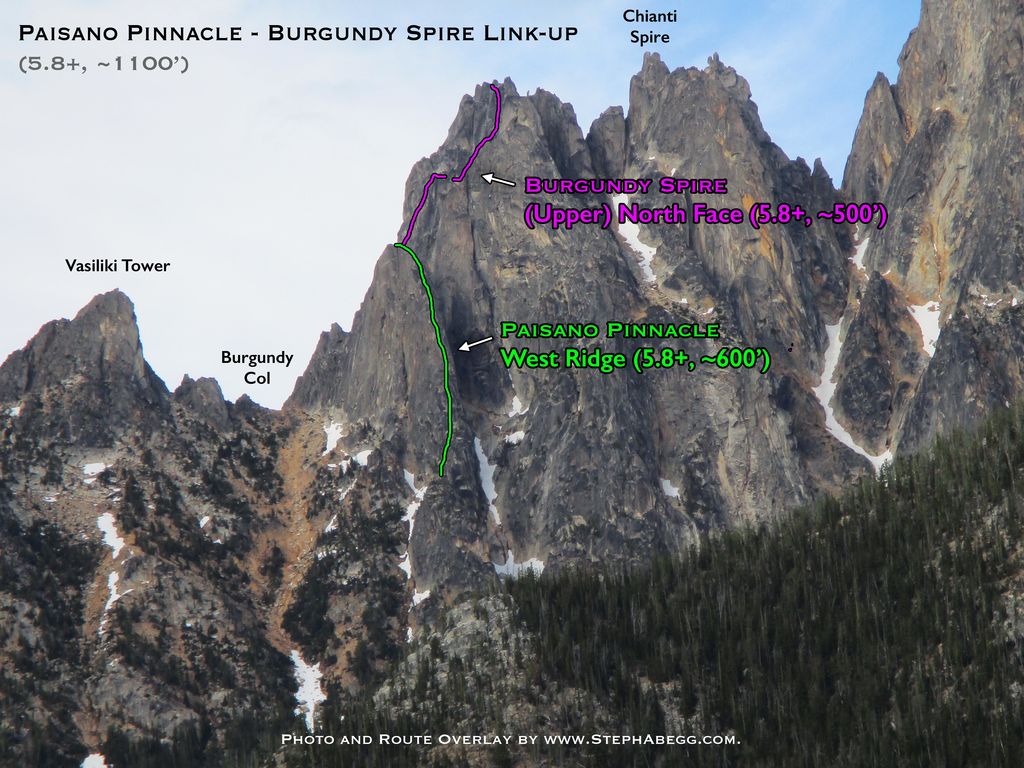 PAISANO PINNACLE - BURGUNDY SPIRE LINK-UP
(5.8+, ~1100')
Chianti
Spire
BURGUNDY SPIRE
(Upper) North Face (5.8+, ~500')
Vasiliki Tower
PAISANO PINNACLE
West Ridge (5.8+, ~600')
Burgundy
Col
PHOTO AND ROUTE OVERLAY BY WWW.STEPHABEGG.COM.